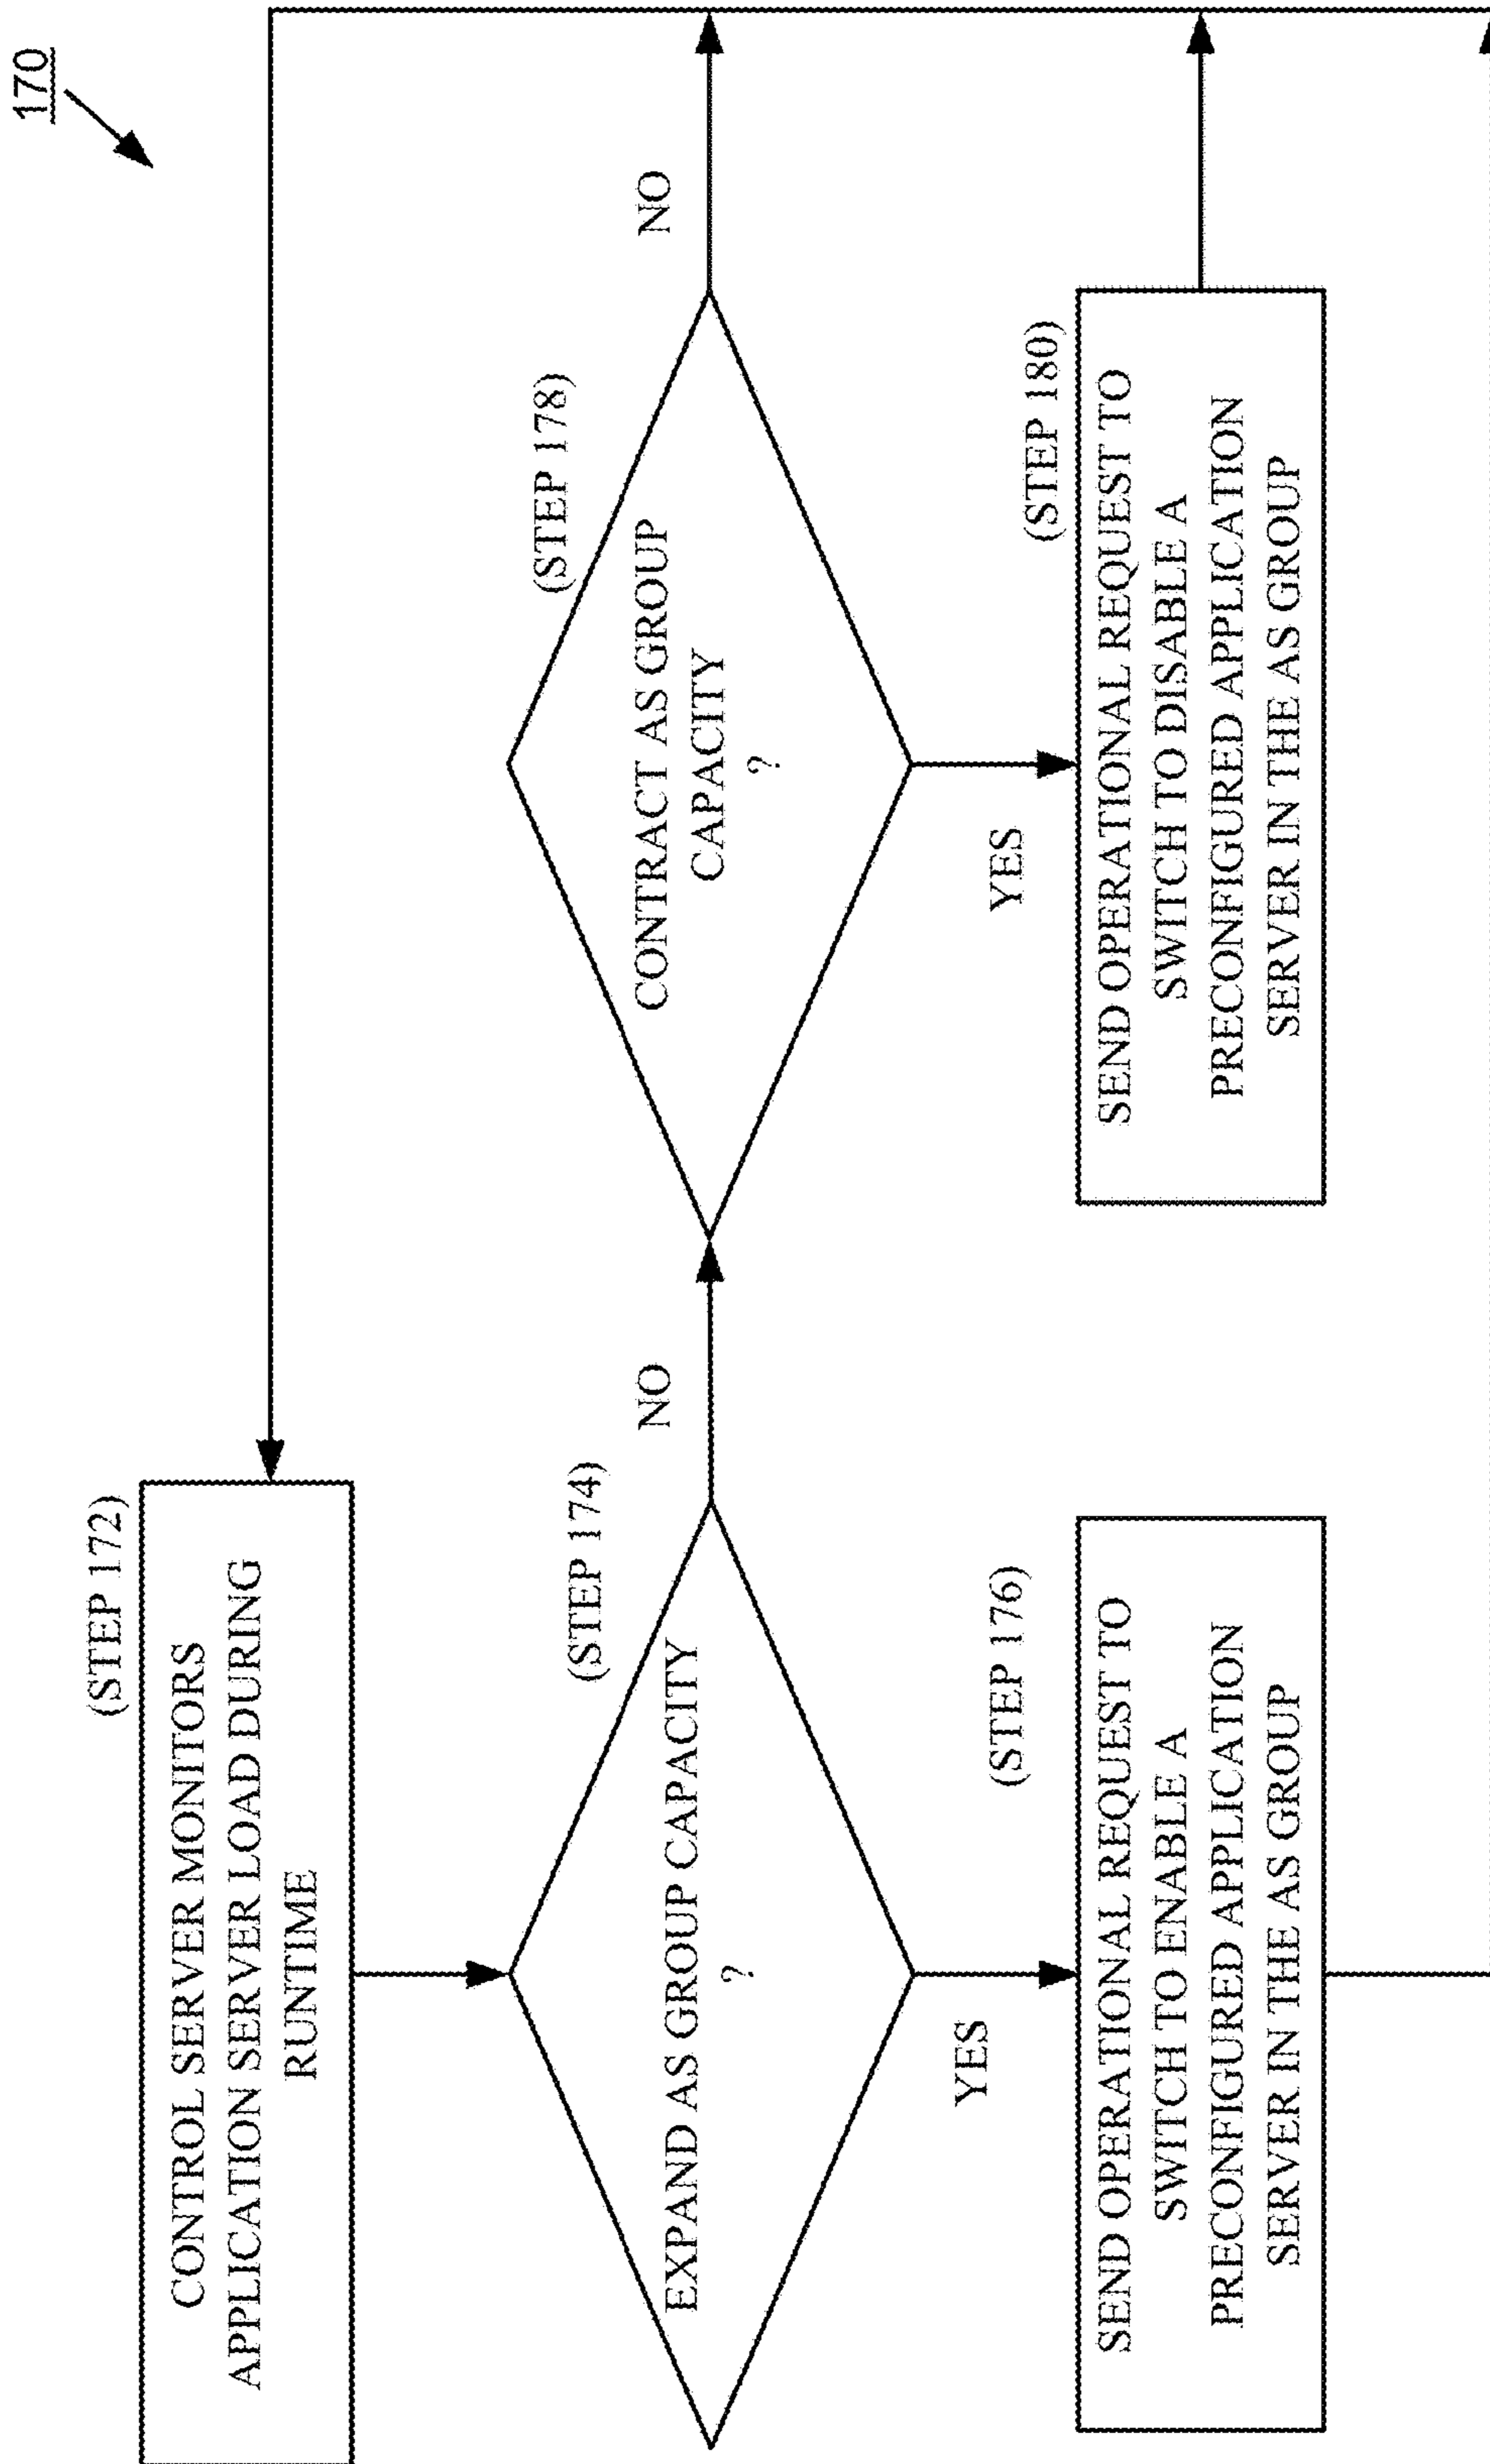 170
(STEP 172)
CONTROL SERVER MONITORS
APPLICATION SERVER LOAD DURING
RUNTIME
(STEP 174)
EXPAND AS GROUP CAPACITY
?
NO
YES
(STEP 176)
SEND OPERATIONAL REQUEST TO
SWITCH TO ENABLE A
PRECONFIGURED APPLICATION
SERVER IN THE AS GROUP
(STEP 178)
CONTRACT AS GROUP
CAPACITY
?
NO
YES
(STEP 180)
SEND OPERATIONAL REQUEST TO
SWITCH TO DISABLE A
PRECONFIGURED APPLICATION
SERVER IN THE AS GROUP